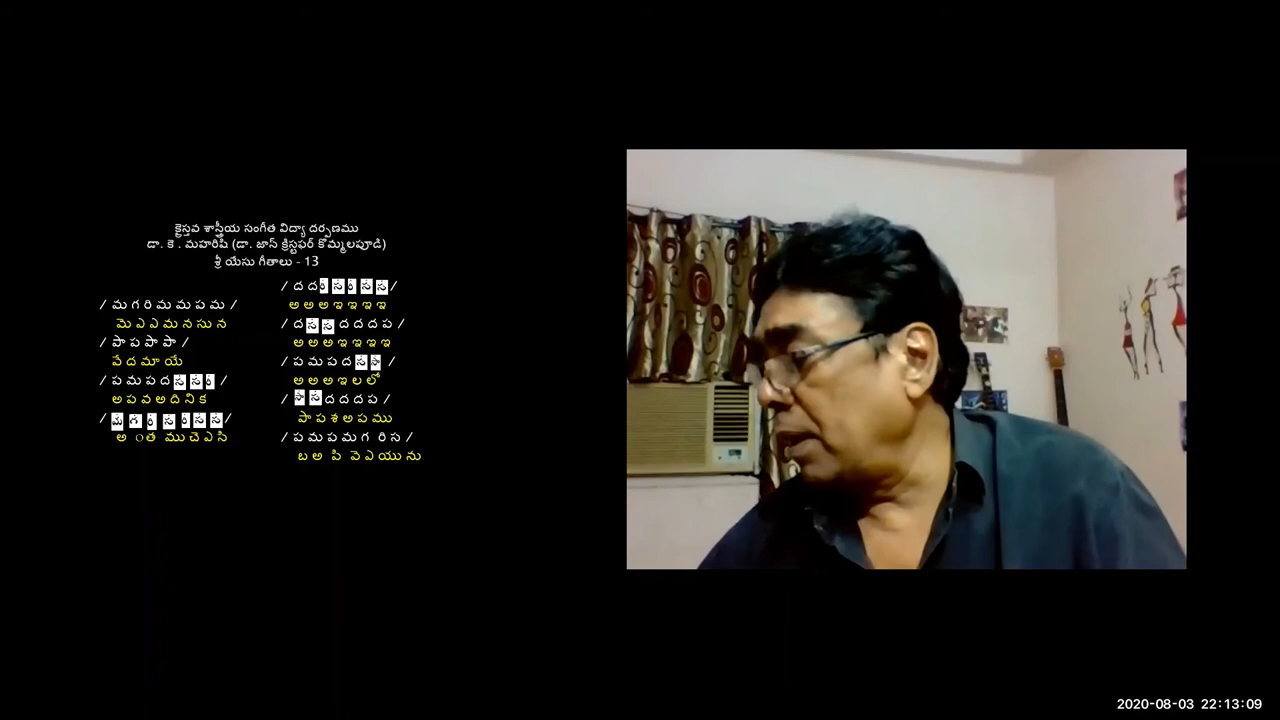 క్రైస్తవ శాస్త్రీయ సంగీత విద్యా దర్పణము
డా. కె . మహరిషి (డా. జాస్ క్రిస్టఫర్ కొమ్మలపూడి)
శ్రీ యేసు గీతాలు - 13
/ మ గ రి మ మ ప మ /
మె ఎ ఎ మ న సు న
/ పా ప పా పా /
పే ద మా యే
/ ప మ ప ద స స రి /
అ ప వ అ ది ని క
/ మ గ రి స రి స స /
అ ంత ము చె ఎ సి
/ ద ద రి స రి స స /
అ అ అ ఇ ఇ ఇ ఇ
/ ద స స ద ద ద ప /
అ అ అ ఇ ఇ ఇ ఇ
/ ప మ ప ద స సా /
అ అ అ ఇ ల లో
/ సా స ద ద ద ప /
పా ప శ అ ప ము
/ ప మ ప మ గ రి స /
బ అ పి వె ఎ యు ను
2020-08-03 22:13:09